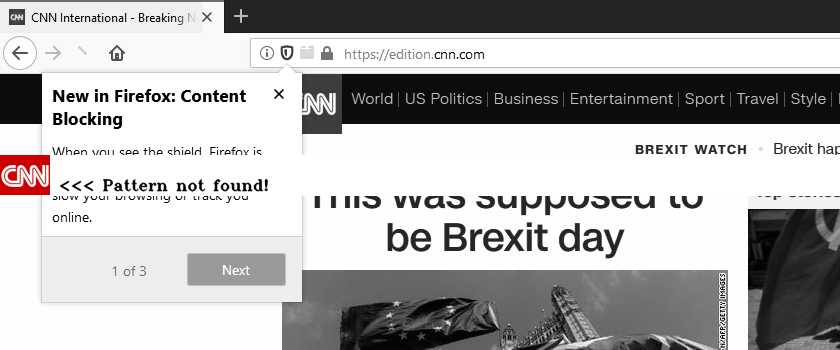 CNN International - Breaking N
https://edition.cnn.com
New in Firefox: Content
Blocking
When you see the shield, Firefox is
slow your browsing or track you
online.
1 of 3
Next
CNN
<<< Pattern not found!
CNN
World | US Politics | Business | Entertainment | Sport | Travel | Style |
BREXIT WATCH • Brexit hap
This was supposed to
be Brexit day
Top stories
N/AFP/GETTY IMAGES